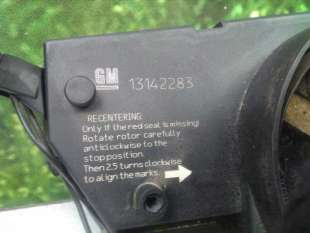 GM 13142283
RECENTERING:
Only if (the red seal is missing)
Rotate rotor carefully
anticlockwise to the
stop position.
Then 2.5 turns clockwise
to align the marks.